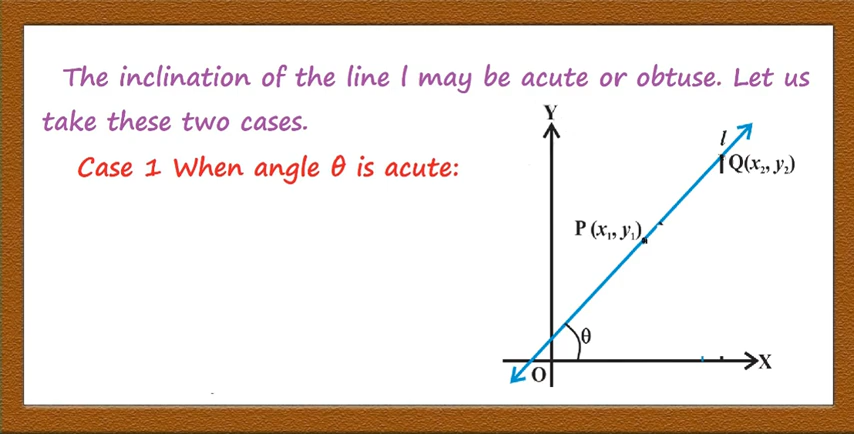 The inclination of the line l may be acute or obtuse. Let us
take these two cases.
Case 1 When angle θ is acute:
Y
l
Q(x₂, y₂)
P (x₁, y₁)
θ
X
O